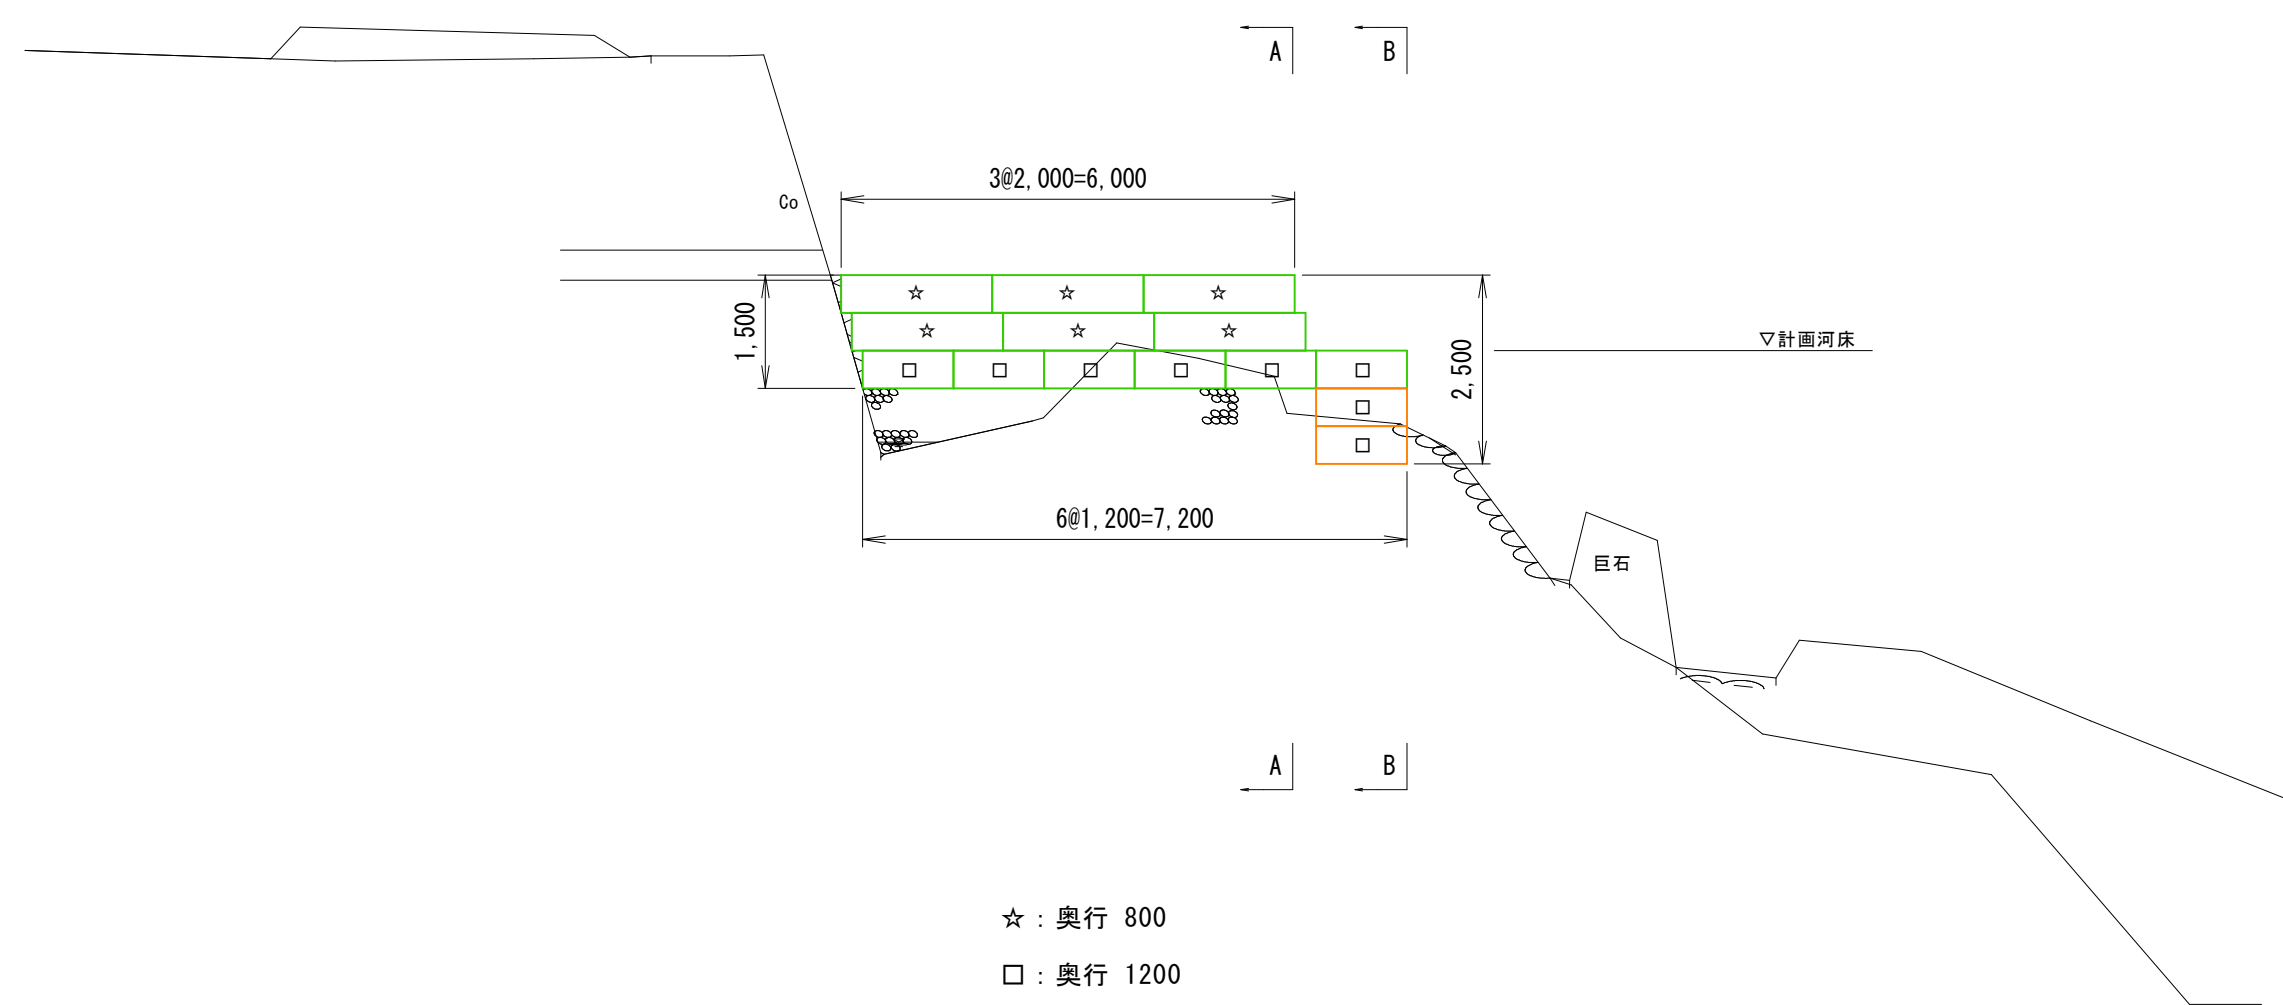 A
B
3@2,000=6,000
Co
☆ ☆ ☆
1,500
☆ ☆ ☆
▽計画河床
2,500
□ □ □ □ □ □
□
□
6@1,200=7,200
巨石
A
B
☆ : 奥行 800
□ : 奥行 1200